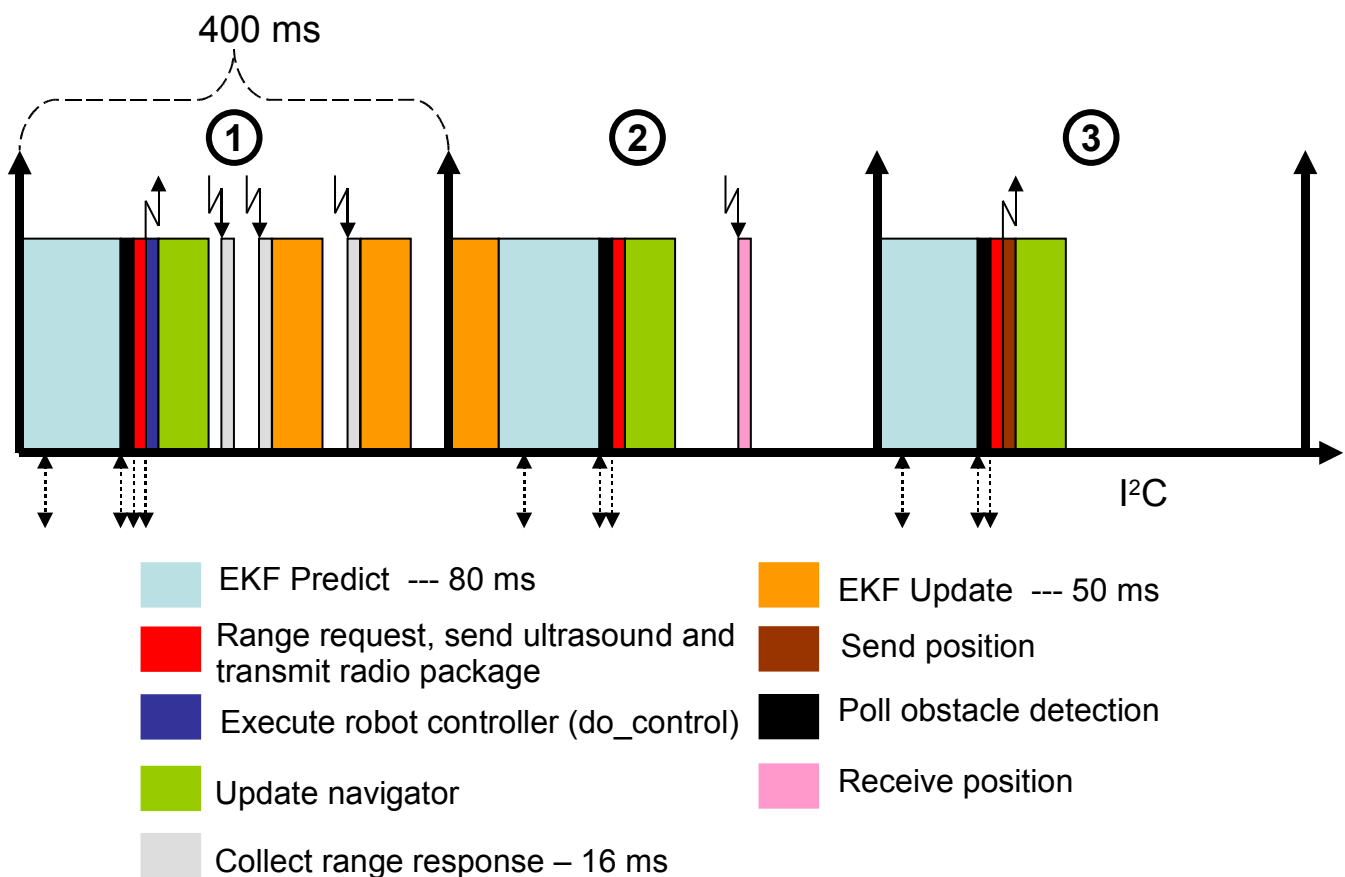 400 ms
1
2
3
I²C
EKF Predict --- 80 ms
Range request, send ultrasound and
transmit radio package
Execute robot controller (do_control)
Update navigator
Collect range response – 16 ms
EKF Update --- 50 ms
Send position
Poll obstacle detection
Receive position